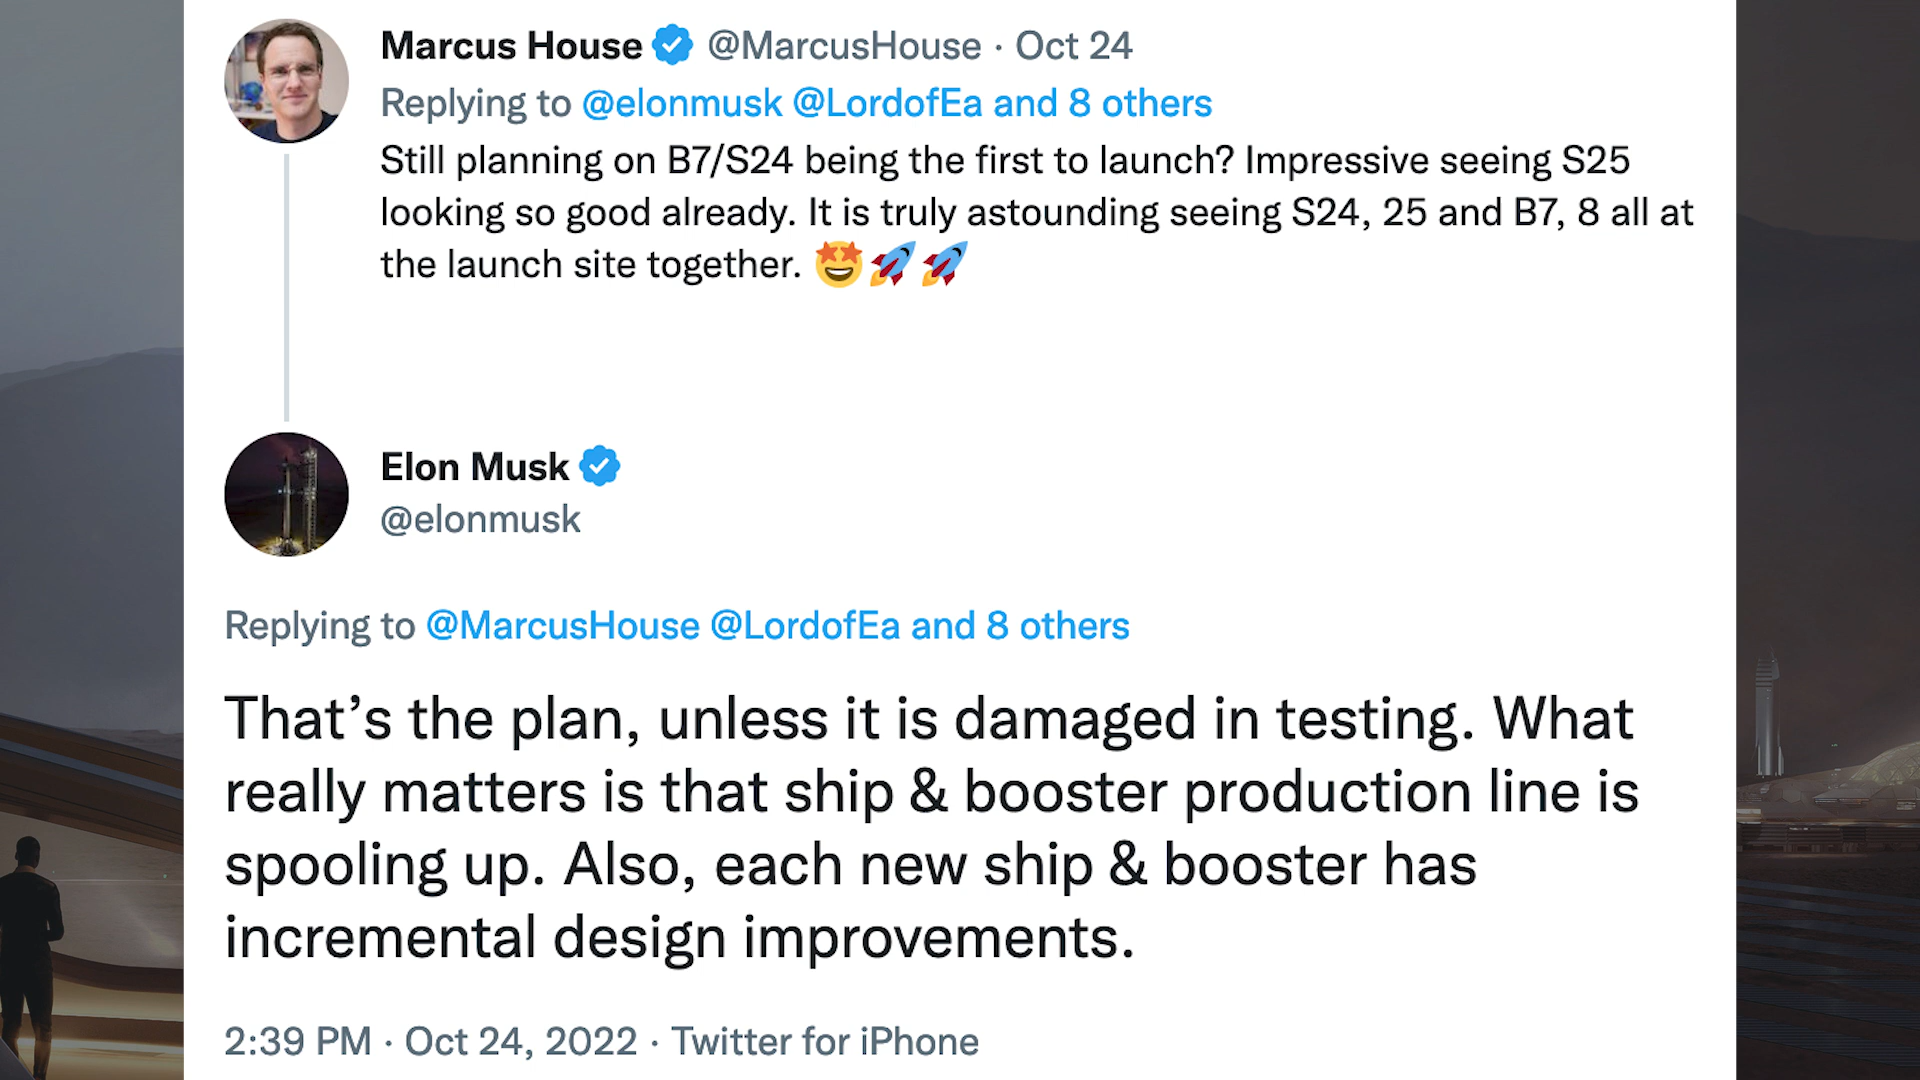 Marcus House @MarcusHouse · Oct 24
Replying to @elonmusk @LordofEa and 8 others
Still planning on B7/S24 being the first to launch? Impressive seeing S25
looking so good already. It is truly astounding seeing S24, 25 and B7, 8 all at
the launch site together. 🤩🚀🚀
Elon Musk
@elonmusk
Replying to @MarcusHouse @LordofEa and 8 others
That’s the plan, unless it is damaged in testing. What
really matters is that ship & booster production line is
spooling up. Also, each new ship & booster has
incremental design improvements.
2:39 PM · Oct 24, 2022 · Twitter for iPhone